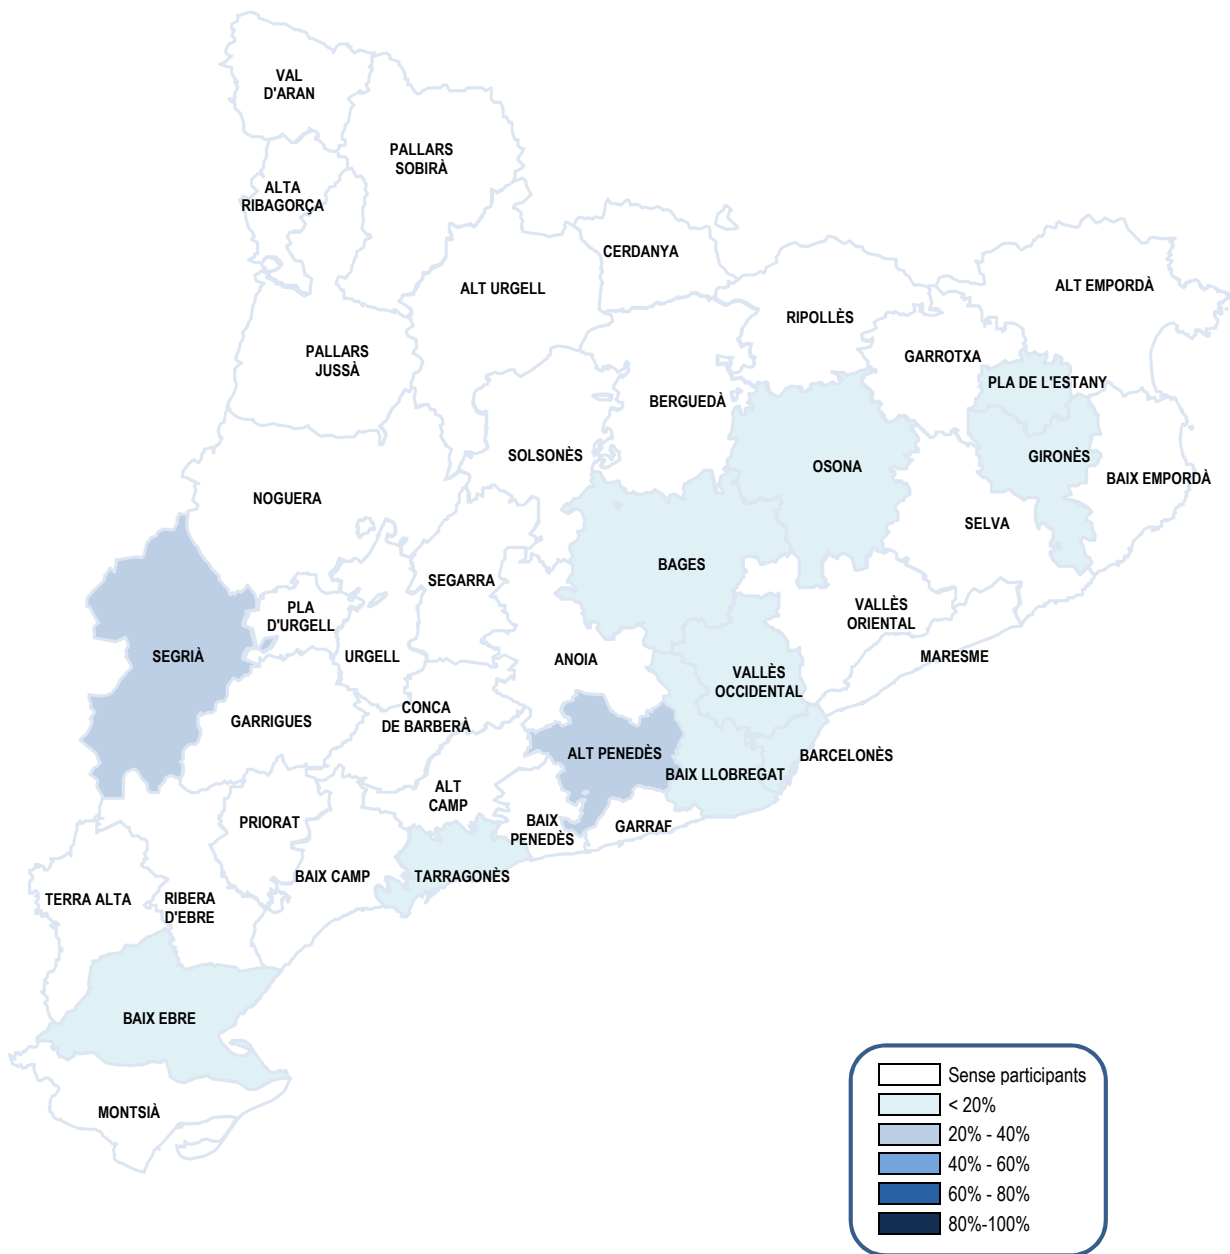 VAL
D'ARAN
PALLARS
SOBIRÀ
ALTA
RIBAGORÇA
CERDANYA
ALT URGELL
ALT EMPORDÀ
RIPOLLÈS
PALLARS
JUSSÀ
GARROTXA
PLA DE L'ESTANY
BERGUEDÀ
SOLSONÈS
GIRONÈS
OSONA
BAIX EMPORDÀ
NOGUERA
SELVA
BAGES
SEGARRA
PLA
D'URGELL
VALLÈS
ORIENTAL
SEGRIÀ
URGELL
ANOIA
MARESME
VALLÈS
OCCIDENTAL
GARRIGUES
CONCA
DE BARBERÀ
ALT PENEDÈS
BARCELONÈS
BAIX LLOBREGAT
ALT
CAMP
PRIORAT
BAIX
PENEDÈS
GARRAF
BAIX CAMP
TARRAGONÈS
TERRA ALTA
RIBERA
D'EBRE
BAIX EBRE
MONTSIÀ
Sense participants
< 20%
20% - 40%
40% - 60%
60% - 80%
80%-100%